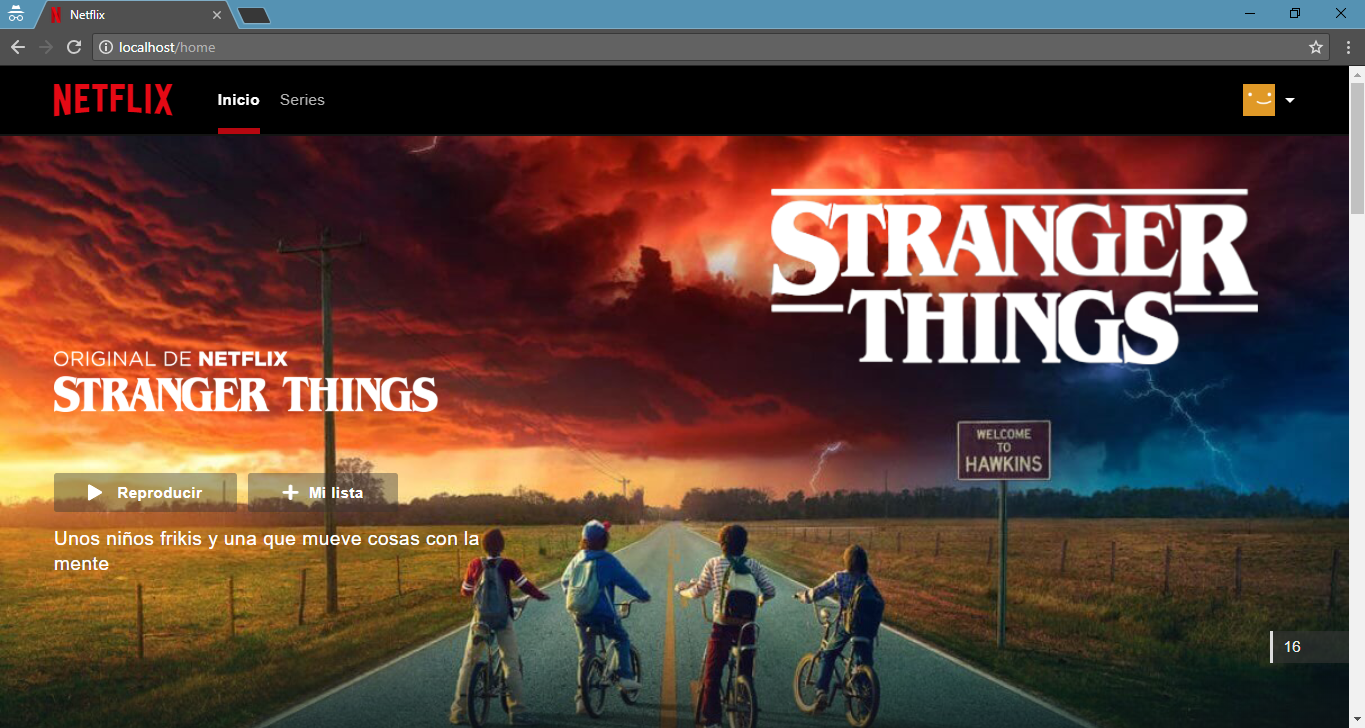 Netflix
localhost/home
NETFLIX
Inicio
Series
STRANGER
THINGS
ORIGINAL DE NETFLIX
STRANGER THINGS
WELCOME
TO
HAWKINS
Reproducir
Mi lista
Unos niños frikis y una que mueve cosas con la
mente
16